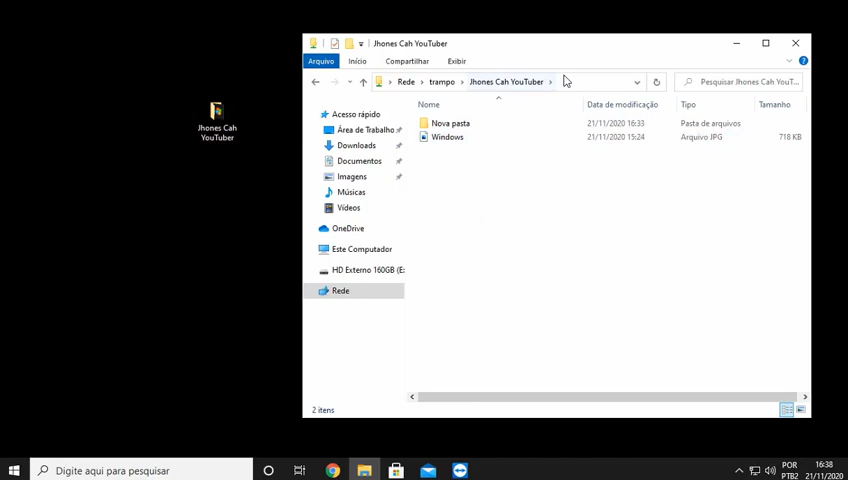 Jhones Cah YouTuber
Arquivo Início Compartilhar Exibir
Rede trampo Jhones Cah YouTuber
Pesquisar Jhones Cah YouT...
Jhones Cah
YouTuber
Acesso rápido
Área de Trabalho
Downloads
Documentos
Imagens
Músicas
Vídeos
OneDrive
Este Computador
HD Externo 160GB (E:
Rede
Nome Data de modificação Tipo Tamanho
Nova pasta 21/11/2020 16:33 Pasta de arquivos
Windows 21/11/2020 15:24 Arquivo JPG 718 KB
2 itens
Digite aqui para pesquisar
POR
PTB2
16:38
21/11/2020